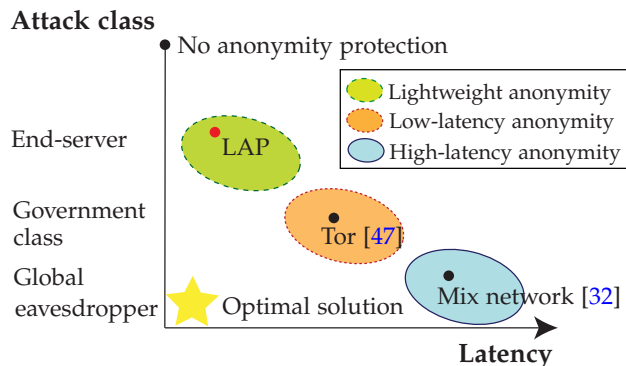 Attack class
No anonymity protection
Lightweight anonymity
Low-latency anonymity
High-latency anonymity
End-server
LAP
Government
class
Tor [47]
Global
eavesdropper
Optimal solution
Mix network [32]
Latency